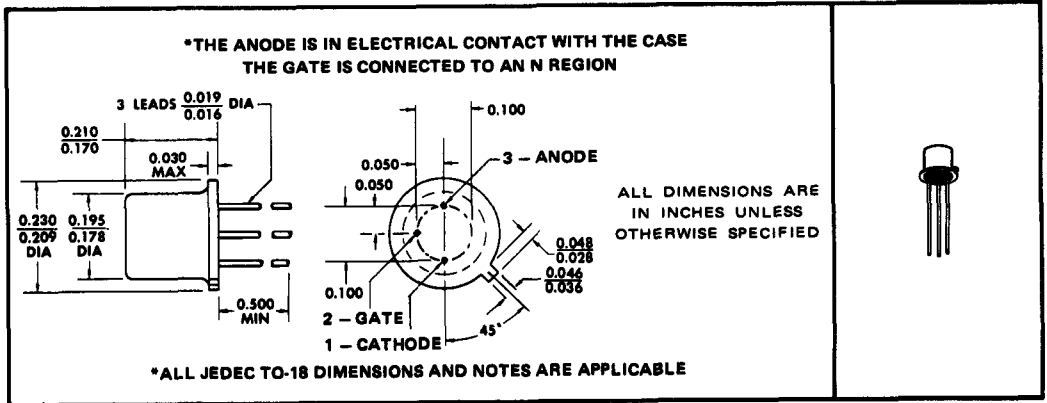 *THE ANODE IS IN ELECTRICAL CONTACT WITH THE CASE
THE GATE IS CONNECTED TO AN N REGION
3 LEADS 0.019
0.016 DIA
0.210
0.170
0.030
MAX
0.230
0.209
DIA
0.195
0.178
DIA
0.500
MIN
0.100
0.050
0.050
3 – ANODE
0.100
2 – GATE
1 – CATHODE
0.048
0.028
0.046
0.036
45°
ALL DIMENSIONS ARE
IN INCHES UNLESS
OTHERWISE SPECIFIED
*ALL JEDEC TO-18 DIMENSIONS AND NOTES ARE APPLICABLE